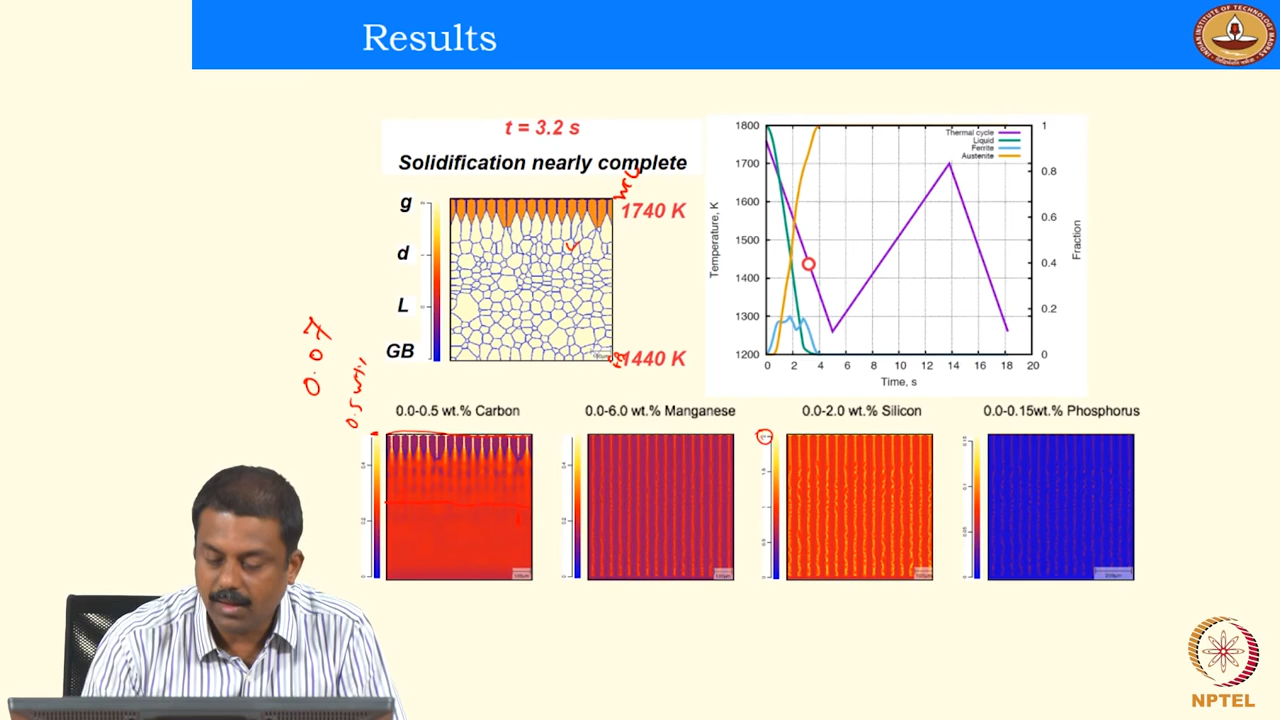 Results
t = 3.2 s
Solidification nearly complete
g
d
L
GB
1740 K
1440 K
Temperature, K
1800
1700
1600
1500
1400
1300
1200
0 2 4 6 8 10 12 14 16 18 20
Time, s
Thermal cycle
Liquid
Ferrite
Austenite
1
0.8
0.6
0.4
0.2
0
Fraction
0.07
0.5 wt%
0.0-0.5 wt.% Carbon
0.0-6.0 wt.% Manganese
0.0-2.0 wt.% Silicon
0.0-0.15wt.% Phosphorus
NPTEL